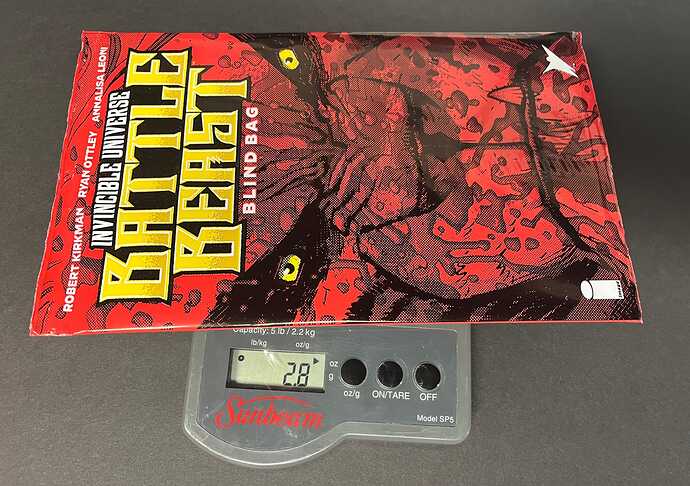 ROBERT KIRKMAN RYAN OTTLEY ANNALISA LEONI
INVINCIBLE UNIVERSE
BATTLE
BEAST
BLIND BAG
Capacity: 5 lb / 2.2 kg
lb/kg oz/g
2.8
oz
g
oz/g ON/TARE OFF
Sunbeam
Model SP5